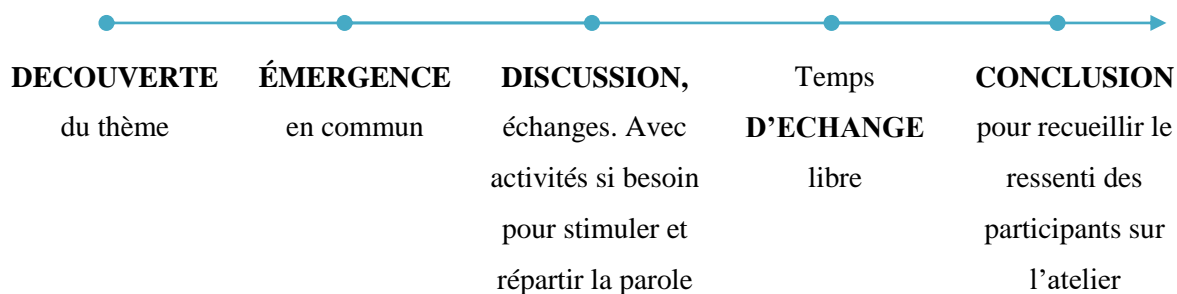 DECOUVERTE
du thème
ÉMERGENCE
en commun
DISCUSSION,
échanges. Avec
activités si besoin
pour stimuler et
répartir la parole
Temps
D’ECHANGE
libre
CONCLUSION
pour recueillir le
ressenti des
participants sur
l’atelier